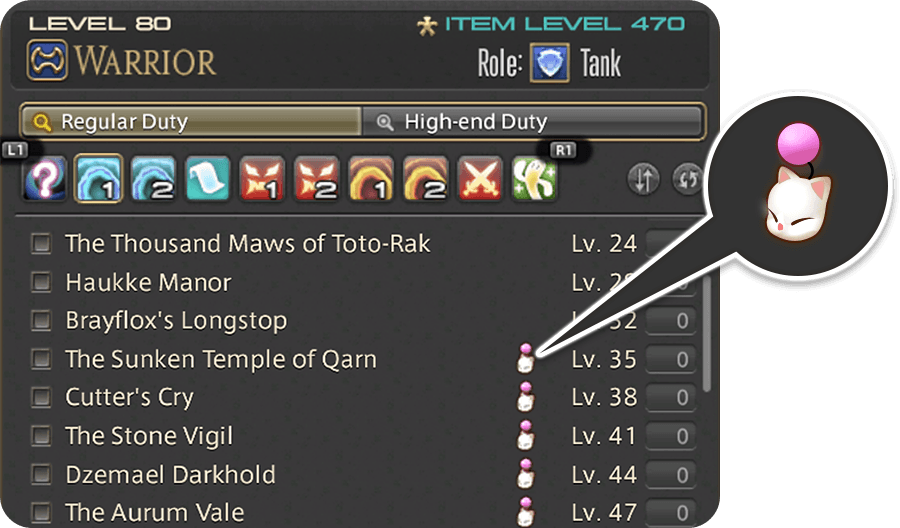 LEVEL 80
ITEM LEVEL 470
WARRIOR
Role: Tank
Regular Duty
High-end Duty
L1
R1
? 1 2 1 2 1 2
The Thousand Maws of Toto-Rak Lv. 24
Haukke Manor Lv. 0
Brayflox's Longstop 32 0
The Sunken Temple of Qarn Lv. 35 0
Cutter's Cry Lv. 38 0
The Stone Vigil Lv. 41 0
Dzemael Darkhold Lv. 44 0
The Aurum Vale Lv. 47 0